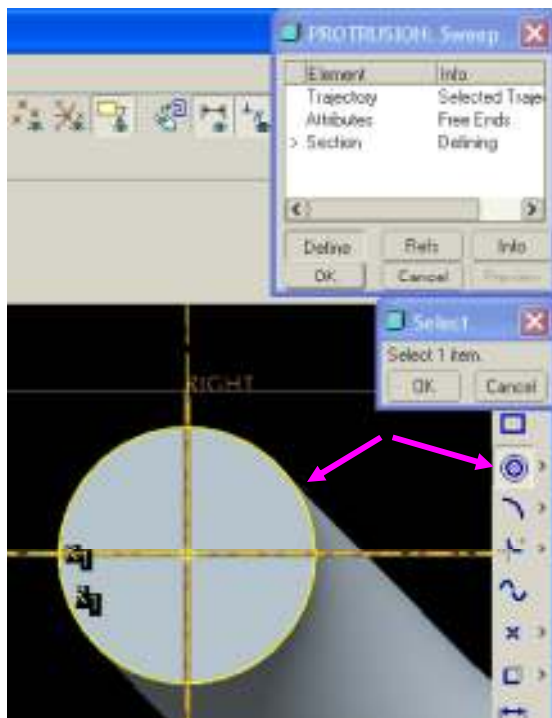 PROTRUSION: Sweep
Element Info
Trajectory Selected Traje
Attributes Free Ends
> Section Defining
Define Refs Info
OK Cancel Preview
Select
Select 1 item.
OK Cancel
RIGHT